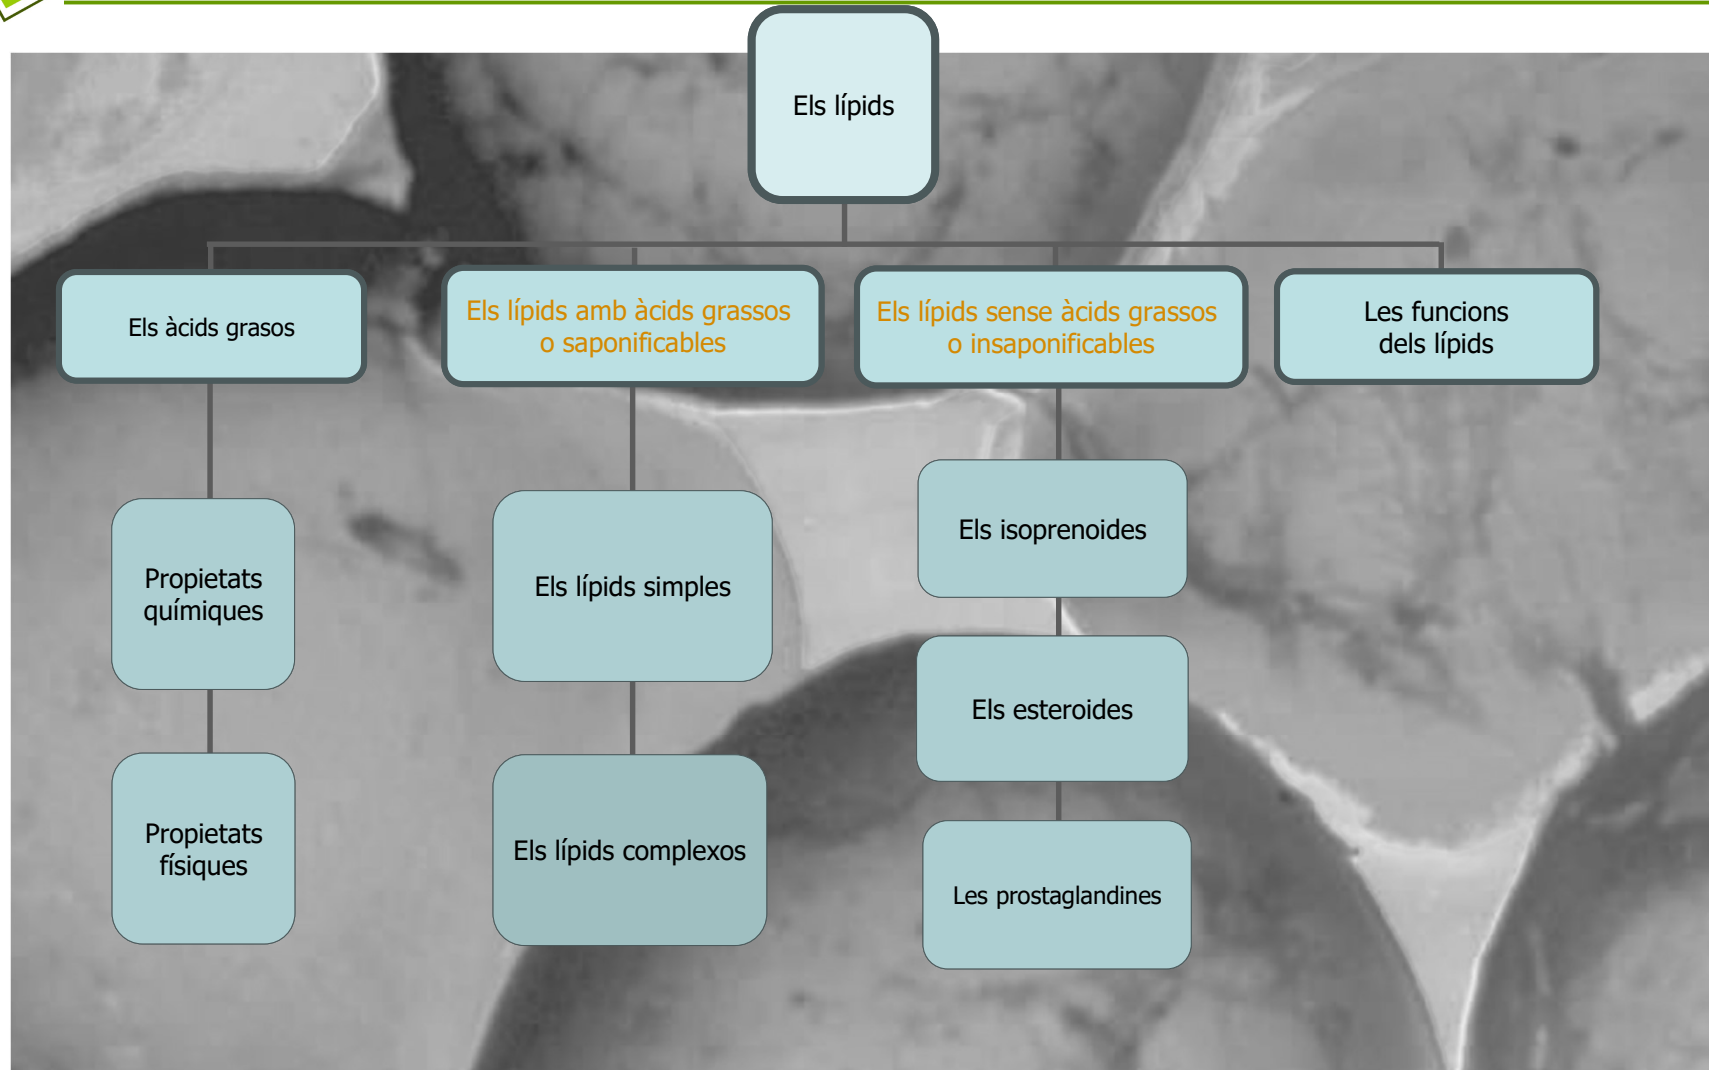 Els lípids
Els àcids grasos
Els lípids amb àcids grassos
o saponificables
Els lípids sense àcids grassos
o insaponificables
Les funcions
dels lípids
Propietats
químiques
Propietats
físiques
Els lípids simples
Els lípids complexos
Els isoprenoides
Els esteroides
Les prostaglandines